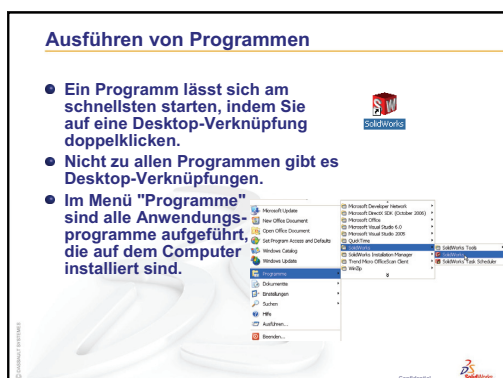 Ausführen von Programmen
Ein Programm lässt sich am
schnellsten starten, indem Sie
auf eine Desktop-Verknüpfung
doppelklicken.
SolidWorks
Nicht zu allen Programmen gibt es
Desktop-Verknüpfungen.
Im Menü "Programme"
sind alle Anwendungs-
programme aufgeführt,
die auf dem Computer
installiert sind.
Microsoft Update
New Office Document
Open Office Document
Set Program Access and Defaults
Windows Catalog
Windows Update
Programme
Dokumente
Einstellungen
Suchen
Hilfe
Ausführen...
Beenden...
Microsoft Developer Network
Microsoft DirectX SDK (October 2006)
Microsoft Office
Microsoft Visual Studio 6.0
Microsoft Visual Studio 2005
QuickTime
SolidWorks
SolidWorks Installation Manager
Trend Micro OfficeScan Client
WinZip
SolidWorks Tools
SolidWorks
SolidWorks Task Scheduler
© DASSAULT SYSTEMES
Confidential
SolidWorks